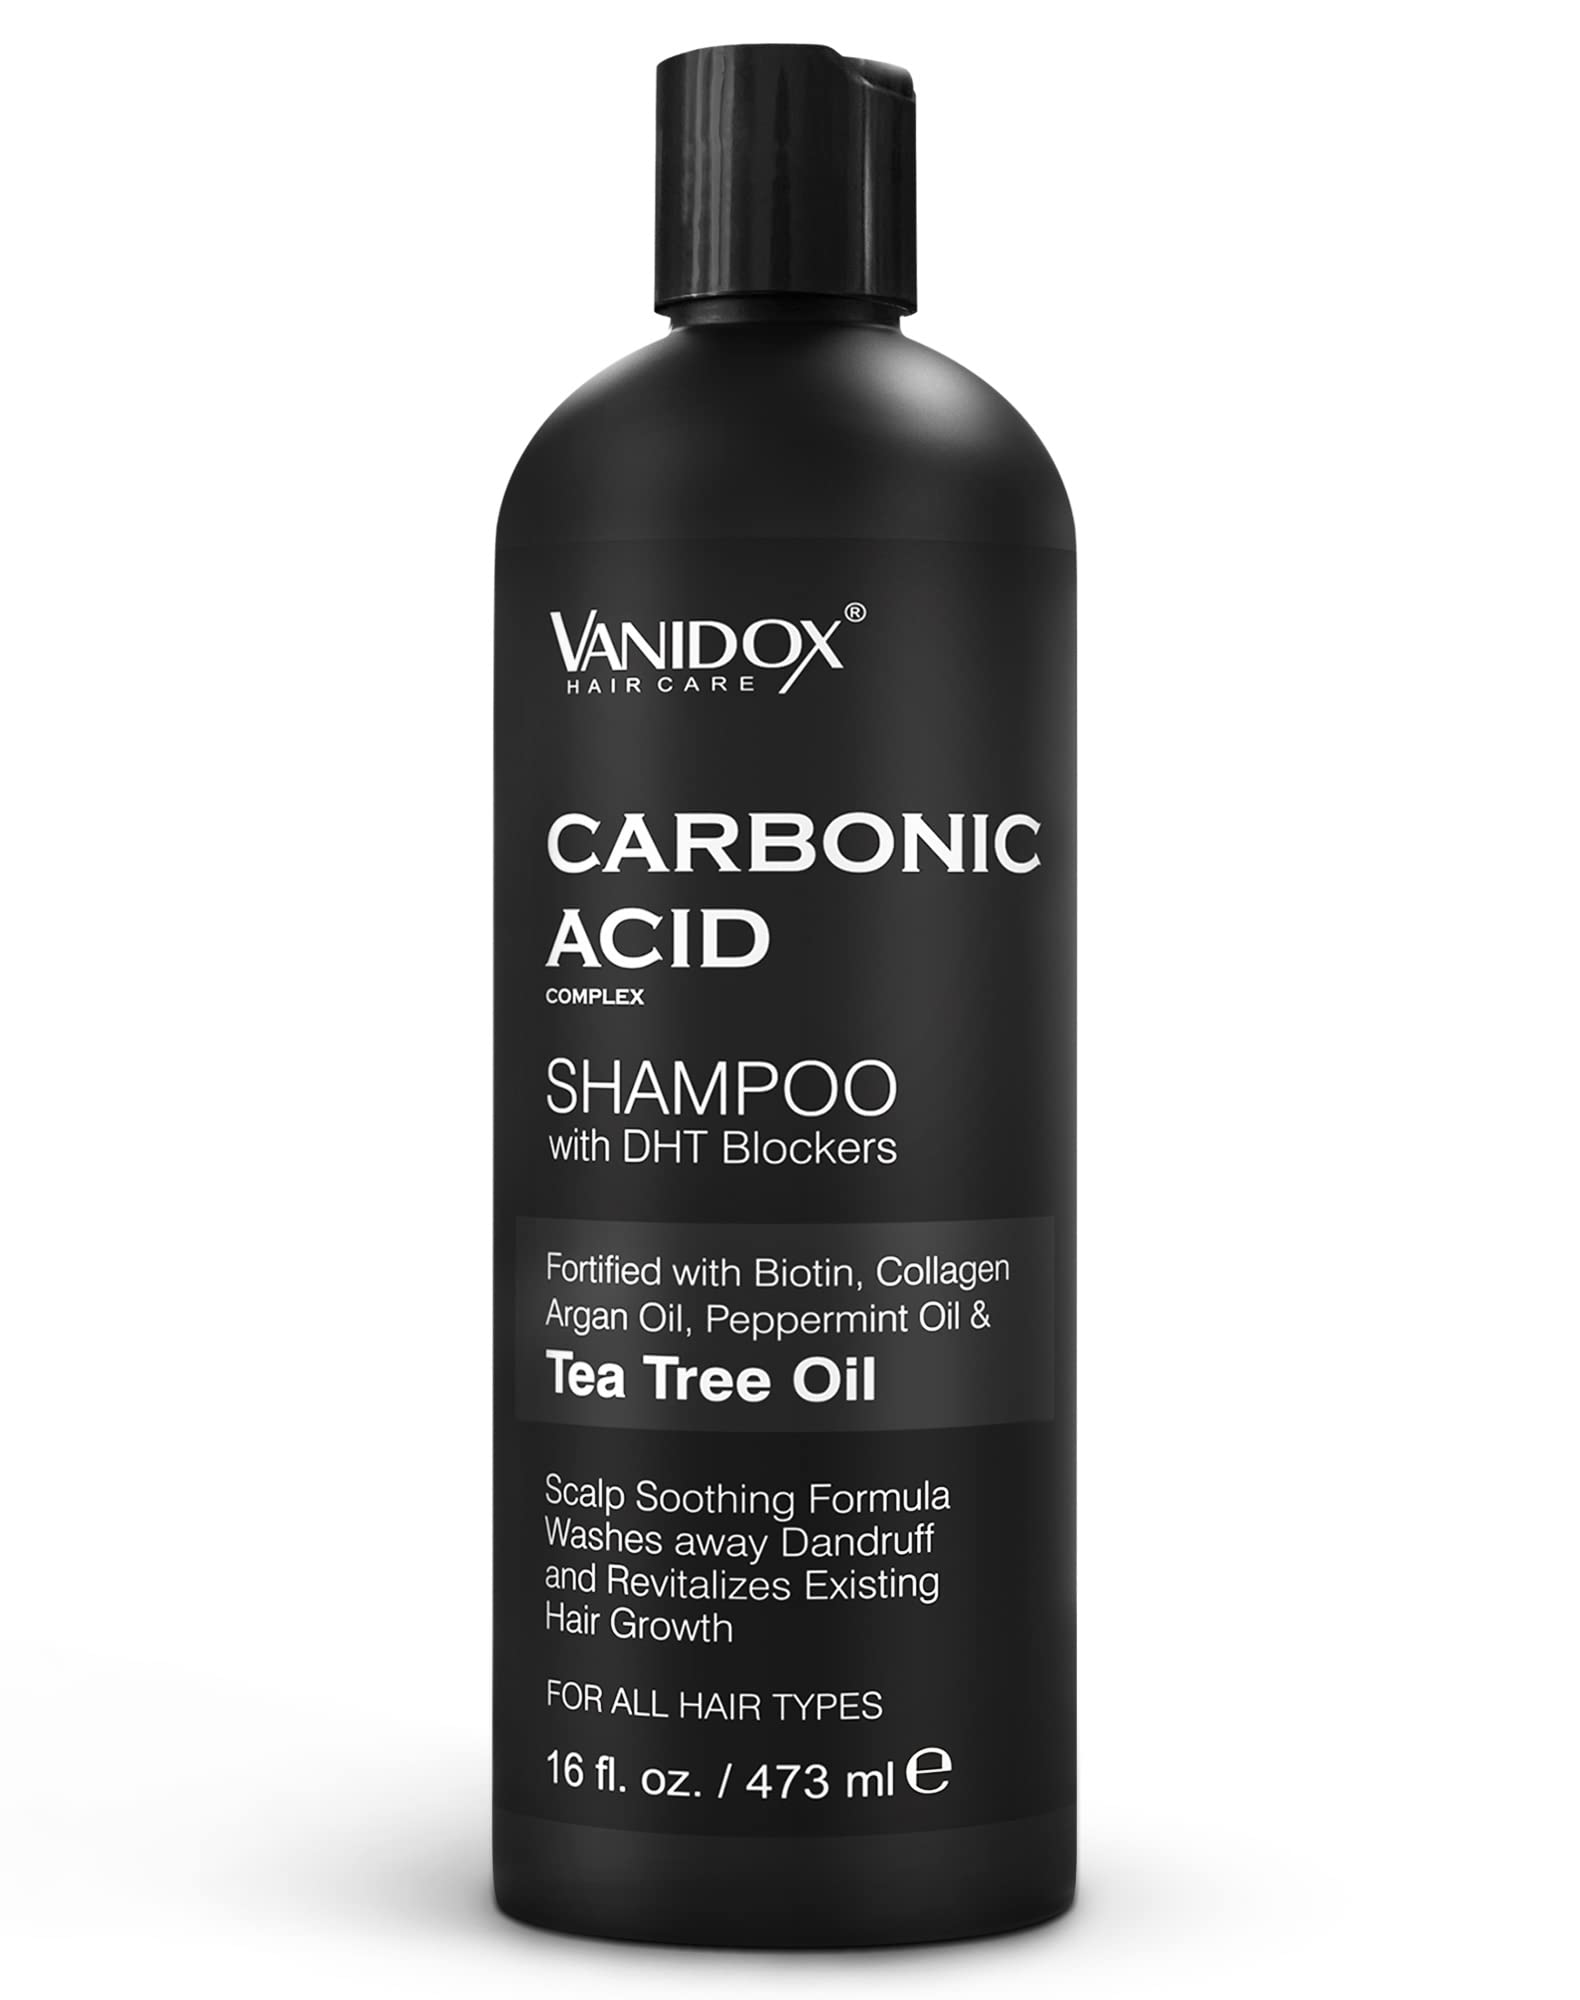 VANIDOX®
HAIR CARE
CARBONIC
ACID
COMPLEX
SHAMPOO
with DHT Blockers
Fortified with Biotin, Collagen
Argan Oil, Peppermint Oil &
Tea Tree Oil
Scalp Soothing Formula
Washes away Dandruff
and Revitalizes Existing
Hair Growth
FOR ALL HAIR TYPES
16 fl. oz. / 473 ml ℮